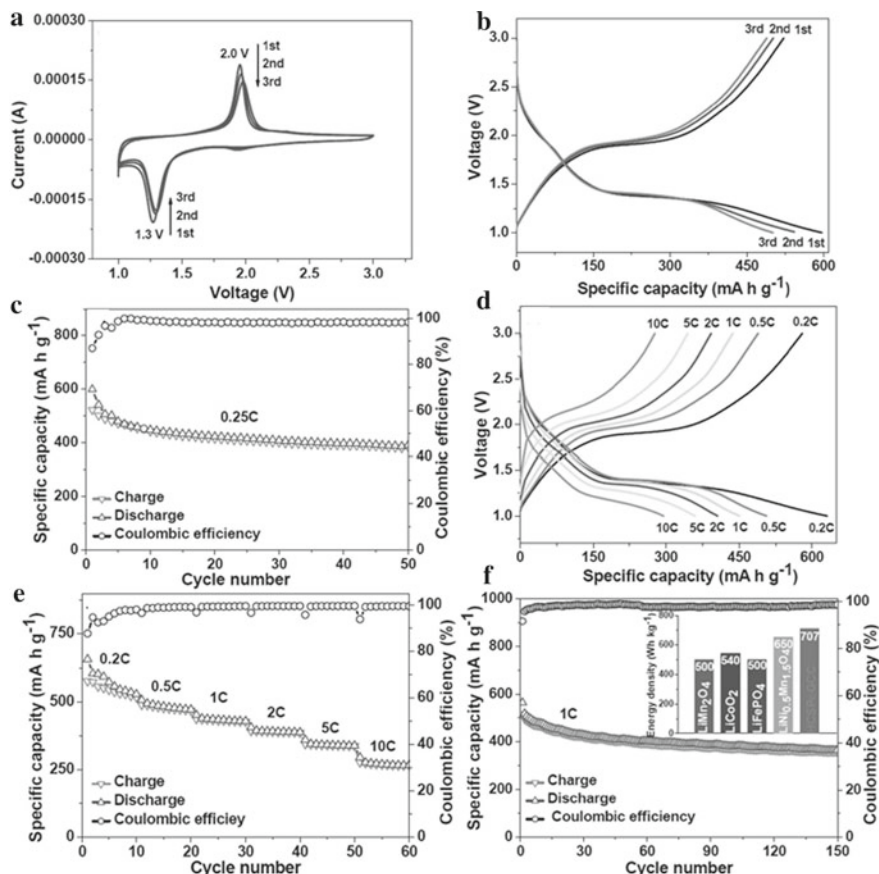 a
Current (A)
0.00030
0.00015
0.00000
-0.00015
-0.00030
2.0 V
1st
2nd
3rd
3rd
2nd
1st
1.3 V
1.0 1.5 2.0 2.5 3.0
Voltage (V)
b
Voltage (V)
3.0
2.5
2.0
1.5
1.0
3rd 2nd 1st
3rd 2nd 1st
0 150 300 450 600
Specific capacity (mA h g-1)
c
Specific capacity (mA h g-1)
800
600
400
200
0
0.25C
Charge
Discharge
Coulombic efficiency
100
80
60
40
20
0
Coulombic efficiency (%)
0 10 20 30 40 50
Cycle number
d
Voltage (V)
3.0
2.5
2.0
1.5
1.0
10C 5C 2C 1C 0.5C 0.2C
10C 5C 2C 1C 0.5C 0.2C
0 150 300 450 600
Specific capacity (mA h g-1)
e
Specific capacity (mA h g-1)
750
500
250
0
0.2C
0.5C
1C
2C
5C
10C
Charge
Discharge
Coulombic efficiey
100
80
60
40
20
0
Coulombic efficiency (%)
0 10 20 30 40 50 60
Cycle number
f
Specific capacity (mA h g-1)
1000
800
600
400
200
0
1C
Energy density (Wh kg-1)
800
600
400
200
0
500
LiMn2O4
540
LiCoO2
500
LiFePO4
650
LiNi0.5Mn1.5O4
707
Charge
Discharge
Coulombic efficiency
100
80
60
40
20
0
Coulombic efficiency (%)
0 30 60 90 120 150
Cycle number